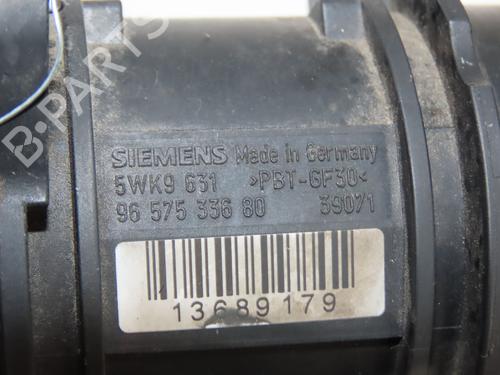 B-PARTS
SIEMENS Made in Germany
5WK9 631 >PBT-GF30<
96 575 336 80 39071
13689179